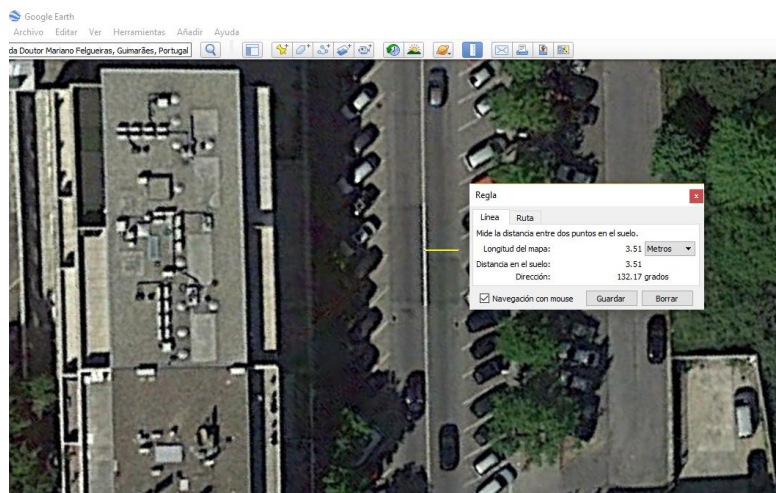 Google Earth
Archivo Editar Ver Herramientas Añadir Ayuda
da Doutor Mariano Felgueiras, Guimarães, Portugal
Regla
x
Línea Ruta
Mide la distancia entre dos puntos en el suelo.
Longitud del mapa: 3.51 Metros
Distancia en el suelo: 3.51
Dirección: 132.17 grados
Navegación con mouse Guardar Borrar